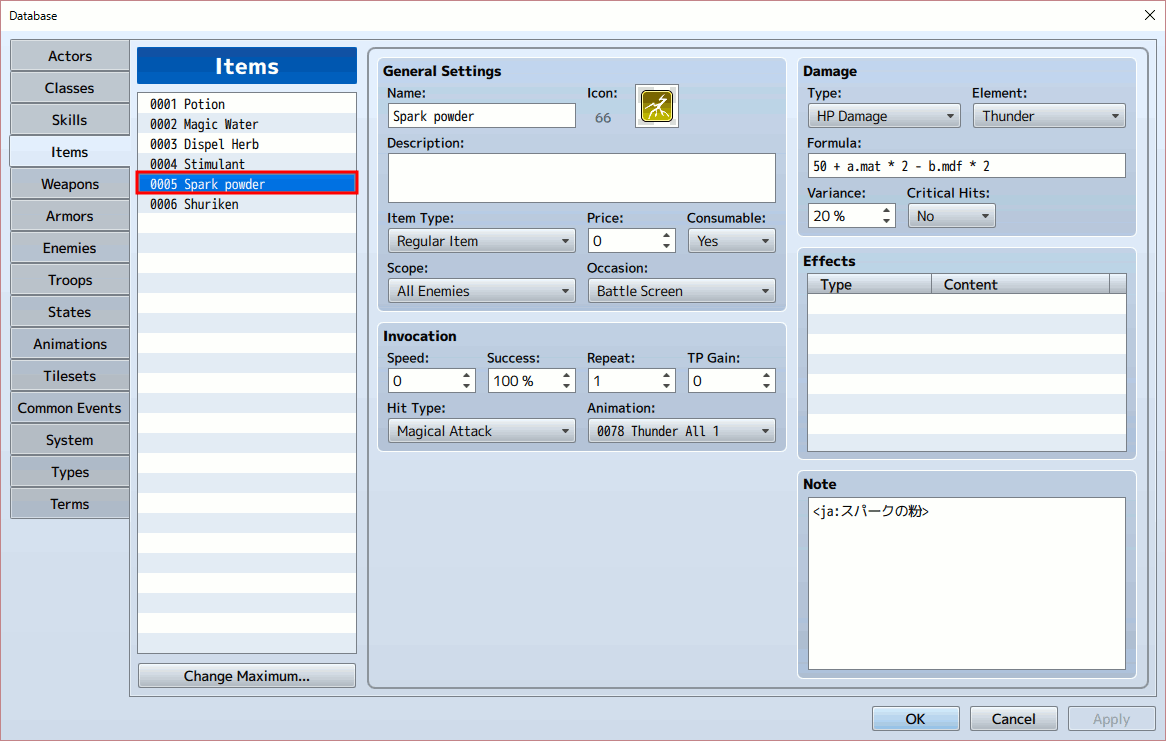 Database
Actors
Classes
Skills
Items
Weapons
Armors
Enemies
Troops
States
Animations
Tilesets
Common Events
System
Types
Terms
Items
0001 Potion
0002 Magic Water
0003 Dispel Herb
0004 Stimulant
0005 Spark powder
0006 Shuriken
Change Maximum...
General Settings
Name:
Icon:
Spark powder
66
Description:
Item Type:
Price:
Consumable:
Regular Item
0
Yes
Scope:
Occasion:
All Enemies
Battle Screen
Invocation
Speed:
Success:
Repeat:
TP Gain:
0
100 %
1
0
Hit Type:
Animation:
Magical Attack
0078 Thunder All 1
Damage
Type:
Element:
HP Damage
Thunder
Formula:
50 + a.mat * 2 - b.mdf * 2
Variance:
Critical Hits:
20 %
No
Effects
Type
Content
Note
<ja:スパークの粉>
OK
Cancel
Apply